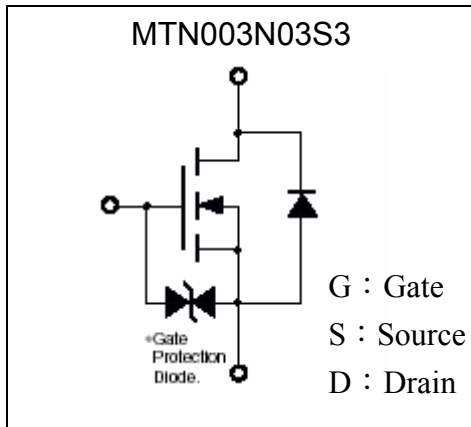 MTN003N03S3
*Gate
Protection
Diode.
G：Gate
S：Source
D：Drain